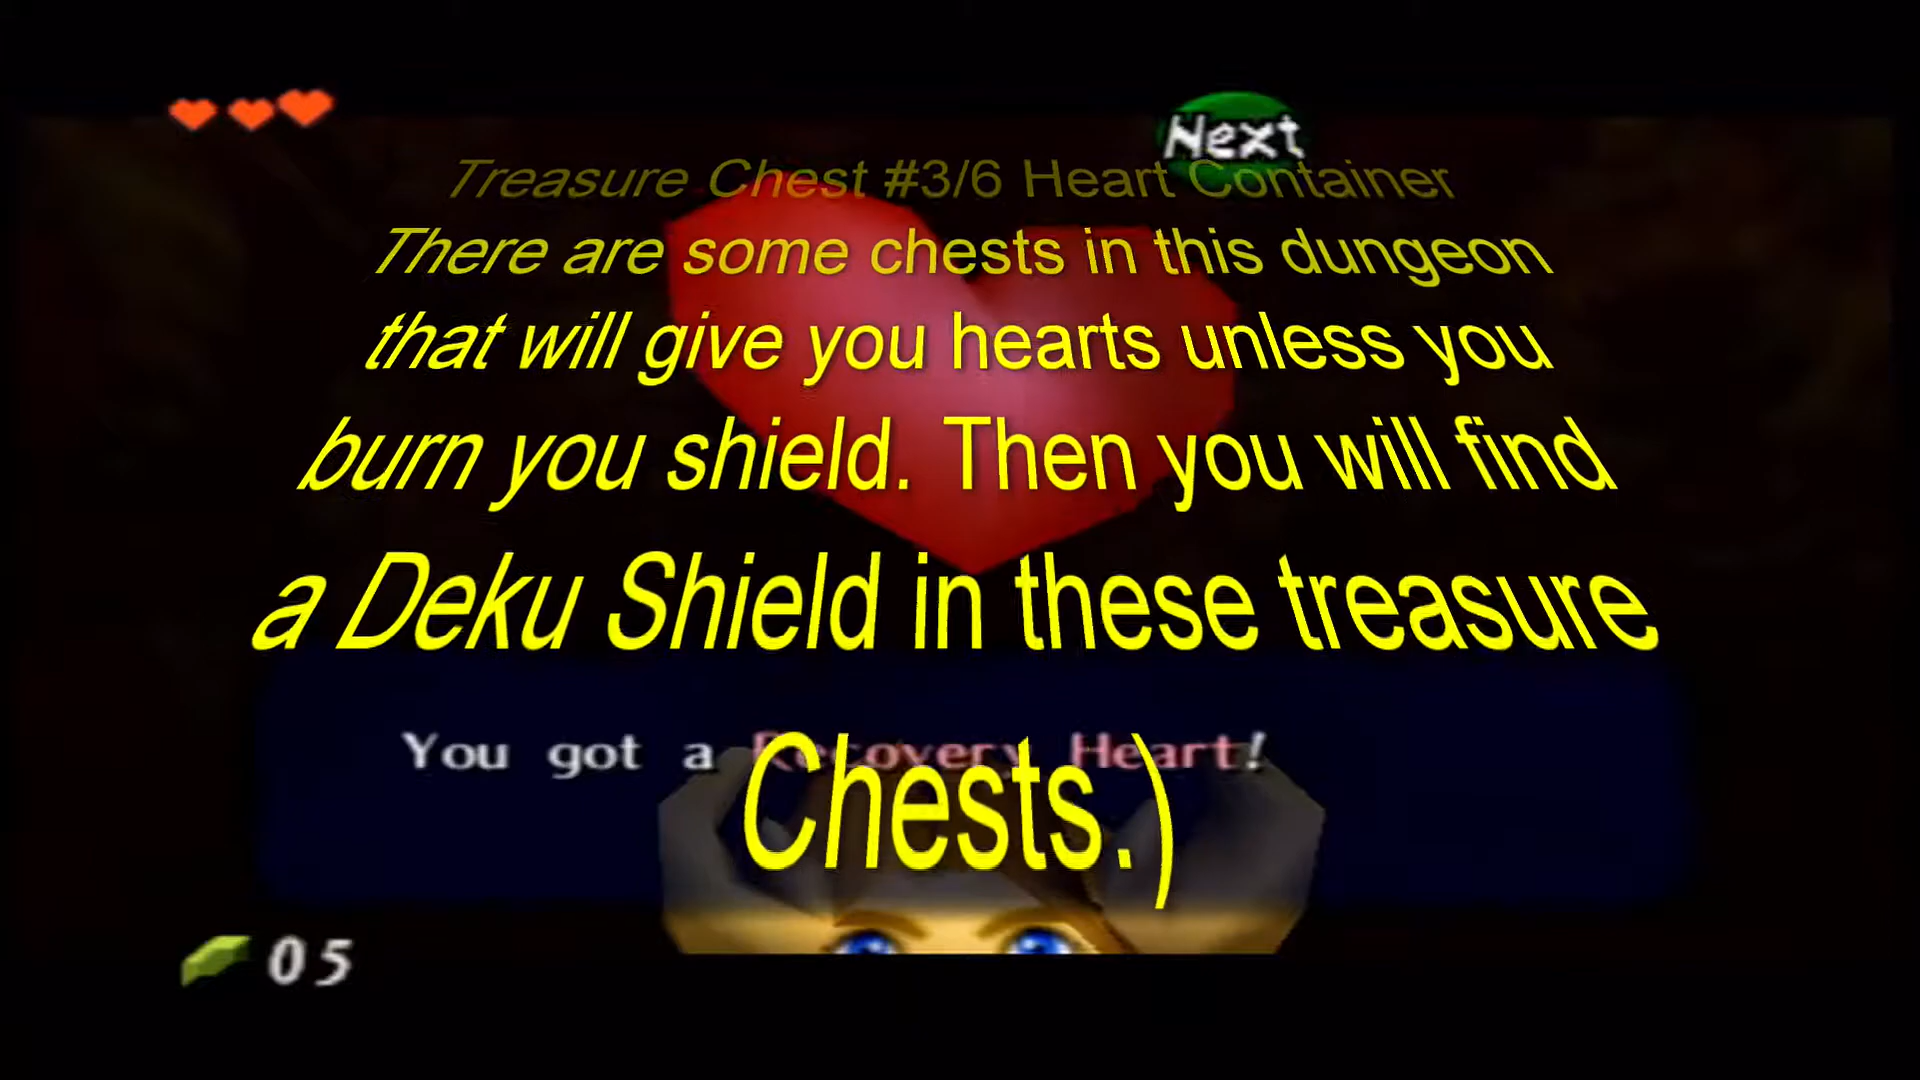 Next
Treasure Chest #3/6 Heart Container
There are some chests in this dungeon
that will give you hearts unless you
burn you shield. Then you will find
a Deku Shield in these treasure
Chests.)
You got a Recovery Heart!
05